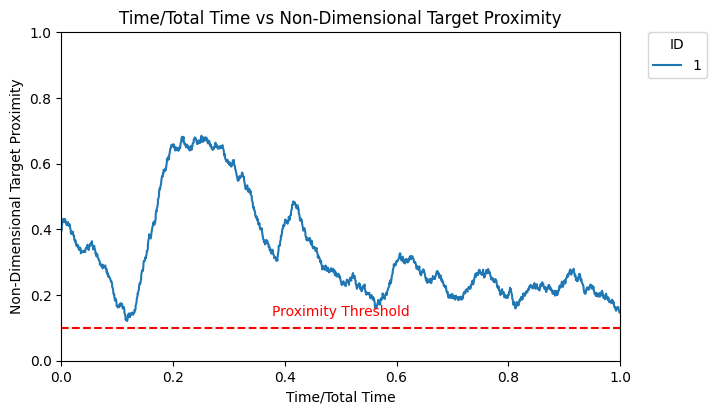 Time/Total Time vs Non-Dimensional Target Proximity
ID
1
Non-Dimensional Target Proximity
1.0
0.8
0.6
0.4
0.2
0.0
Proximity Threshold
0.0 0.2 0.4 0.6 0.8 1.0
Time/Total Time